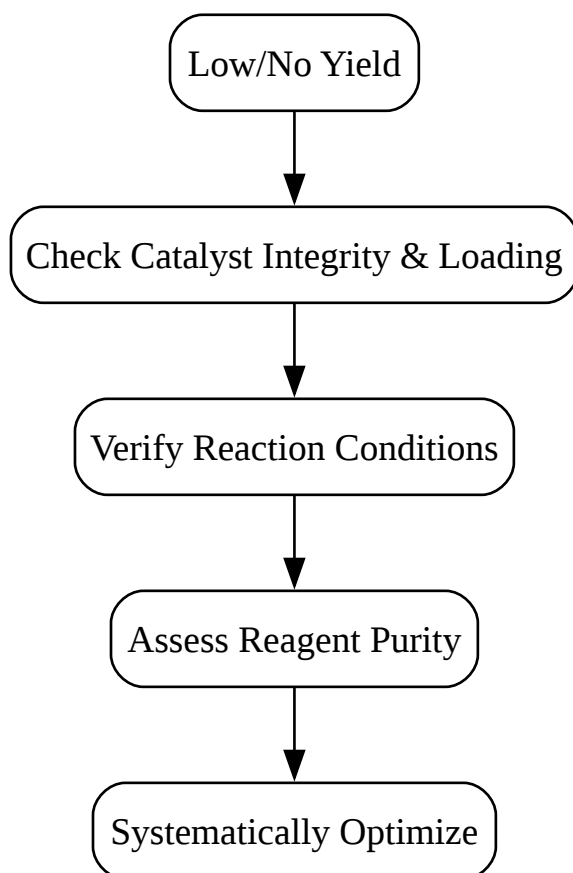 Low/No Yield
Check Catalyst Integrity & Loading
Verify Reaction Conditions
Assess Reagent Purity
Systematically Optimize